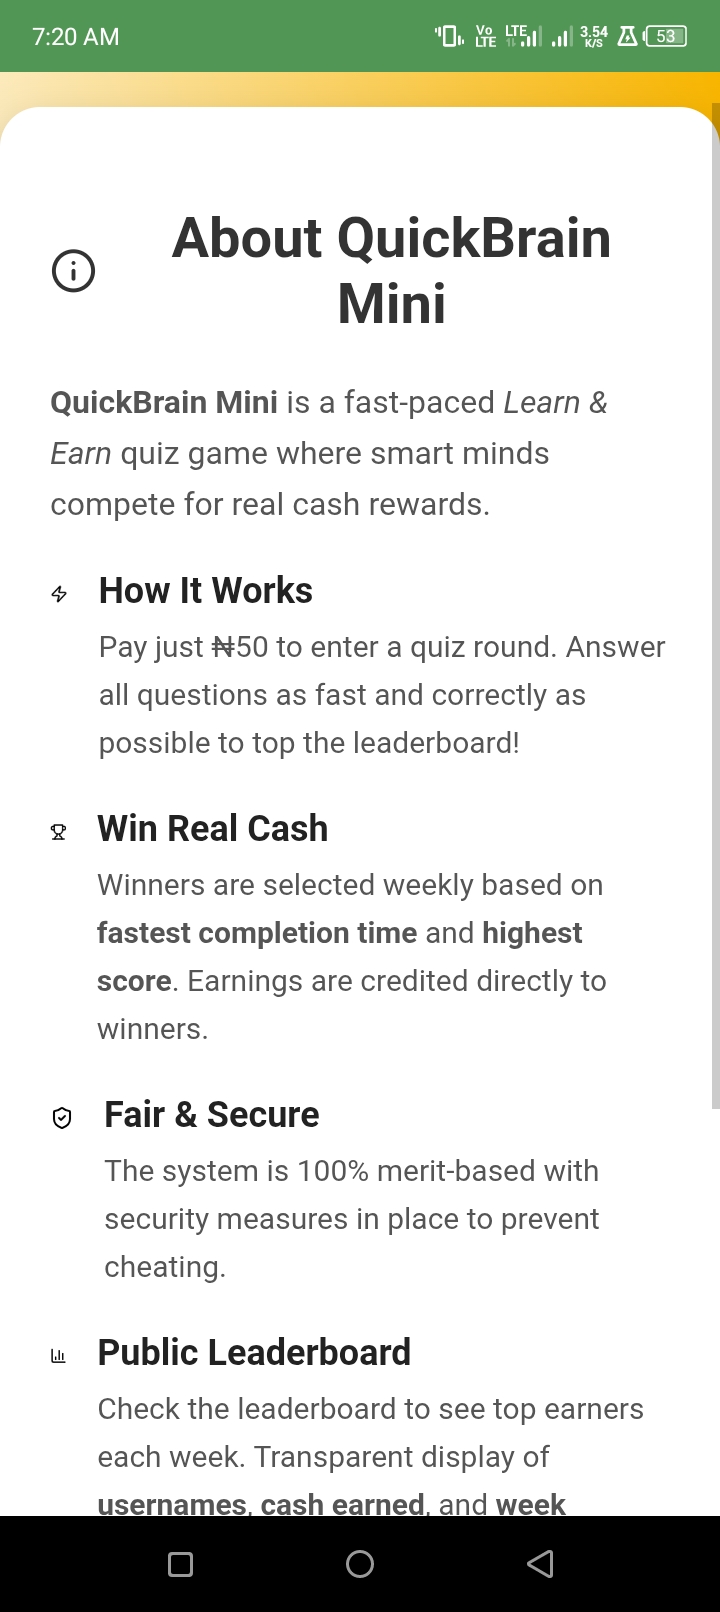 7:20 AM
Vo LTE LTE 3.54 K/S 53
About QuickBrain
Mini
QuickBrain Mini is a fast-paced Learn &
Earn quiz game where smart minds
compete for real cash rewards.
How It Works
Pay just ₦50 to enter a quiz round. Answer
all questions as fast and correctly as
possible to top the leaderboard!
Win Real Cash
Winners are selected weekly based on
fastest completion time and highest
score. Earnings are credited directly to
winners.
Fair & Secure
The system is 100% merit-based with
security measures in place to prevent
cheating.
Public Leaderboard
Check the leaderboard to see top earners
each week. Transparent display of
usernames, cash earned, and week